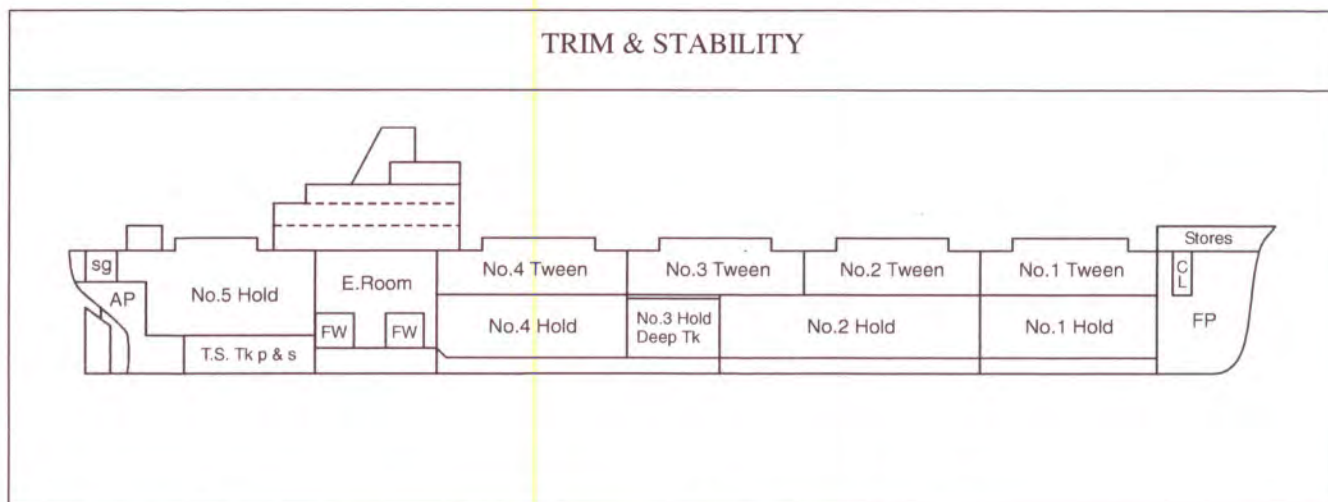 TRIM & STABILITY
Stores
sg
No.4 Tween
No.3 Tween
No.2 Tween
No.1 Tween
C
L
E.Room
AP
No.5 Hold
No.3 Hold
Deep Tk
No.4 Hold
No.2 Hold
No.1 Hold
FP
FW
FW
T.S. Tk p & s